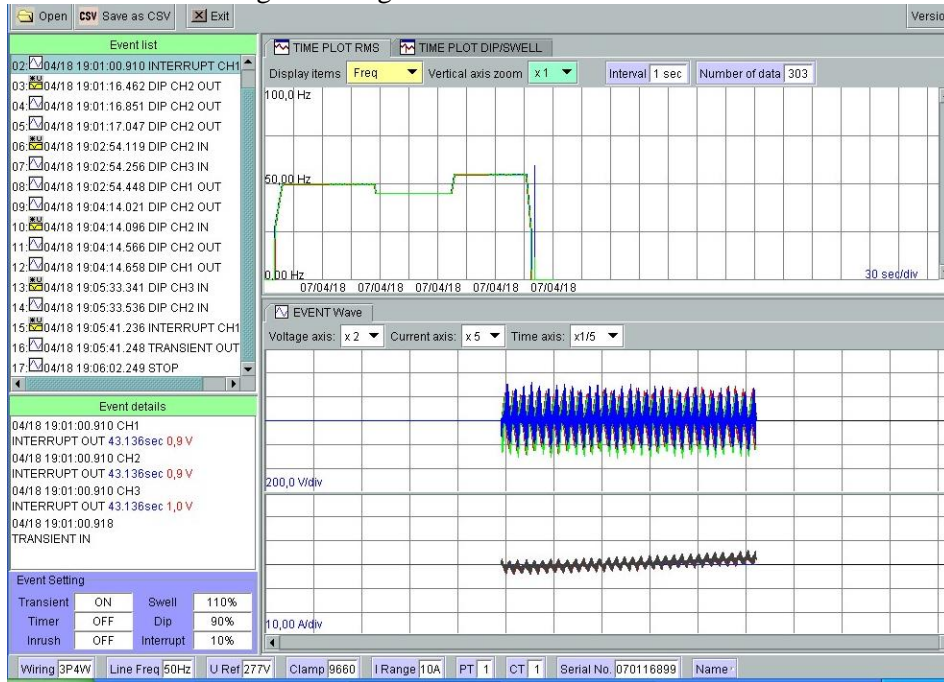 Open CSV Save as CSV Exit
Event list
02: 04/18 19:01:00.910 INTERRUPT CH1
03: 04/18 19:01:16.462 DIP CH2 OUT
04: 04/18 19:01:16.851 DIP CH2 OUT
05: 04/18 19:01:17.047 DIP CH2 OUT
06: 04/18 19:02:54.119 DIP CH2 IN
07: 04/18 19:02:54.256 DIP CH3 IN
08: 04/18 19:02:54.448 DIP CH1 OUT
09: 04/18 19:04:14.021 DIP CH2 OUT
10: 04/18 19:04:14.096 DIP CH2 IN
11: 04/18 19:04:14.566 DIP CH2 OUT
12: 04/18 19:04:14.658 DIP CH1 OUT
13: 04/18 19:05:33.341 DIP CH3 IN
14: 04/18 19:05:33.536 DIP CH2 IN
15: 04/18 19:05:41.236 INTERRUPT CH1
16: 04/18 19:05:41.248 TRANSIENT OUT
17: 04/18 19:06:02.249 STOP
Event details
04/18 19:01:00.910 CH1
INTERRUPT OUT 43.136sec 0,9 V
04/18 19:01:00.910 CH2
INTERRUPT OUT 43.136sec 0,9 V
04/18 19:01:00.910 CH3
INTERRUPT OUT 43.136sec 1,0 V
04/18 19:01:00.918
TRANSIENT IN
Event Setting
Transient ON Swell 110%
Timer OFF Dip 90%
Inrush OFF Interrupt 10%
TIME PLOT RMS TIME PLOT DIP/SWELL
Display items Freq Vertical axis zoom x1 Interval 1 sec Number of data 303
100,0 Hz
50,00 Hz
0,00 Hz
30 sec/div
07/04/18 07/04/18 07/04/18 07/04/18 07/04/18
EVENT Wave
Voltage axis: x2 Current axis: x5 Time axis: x1/5
200,0 V/div
10,00 A/div
Wiring 3P4W Line Freq 50Hz U Ref 277V Clamp 9660 I Range 10A PT 1 CT 1 Serial No. 070116899 Name